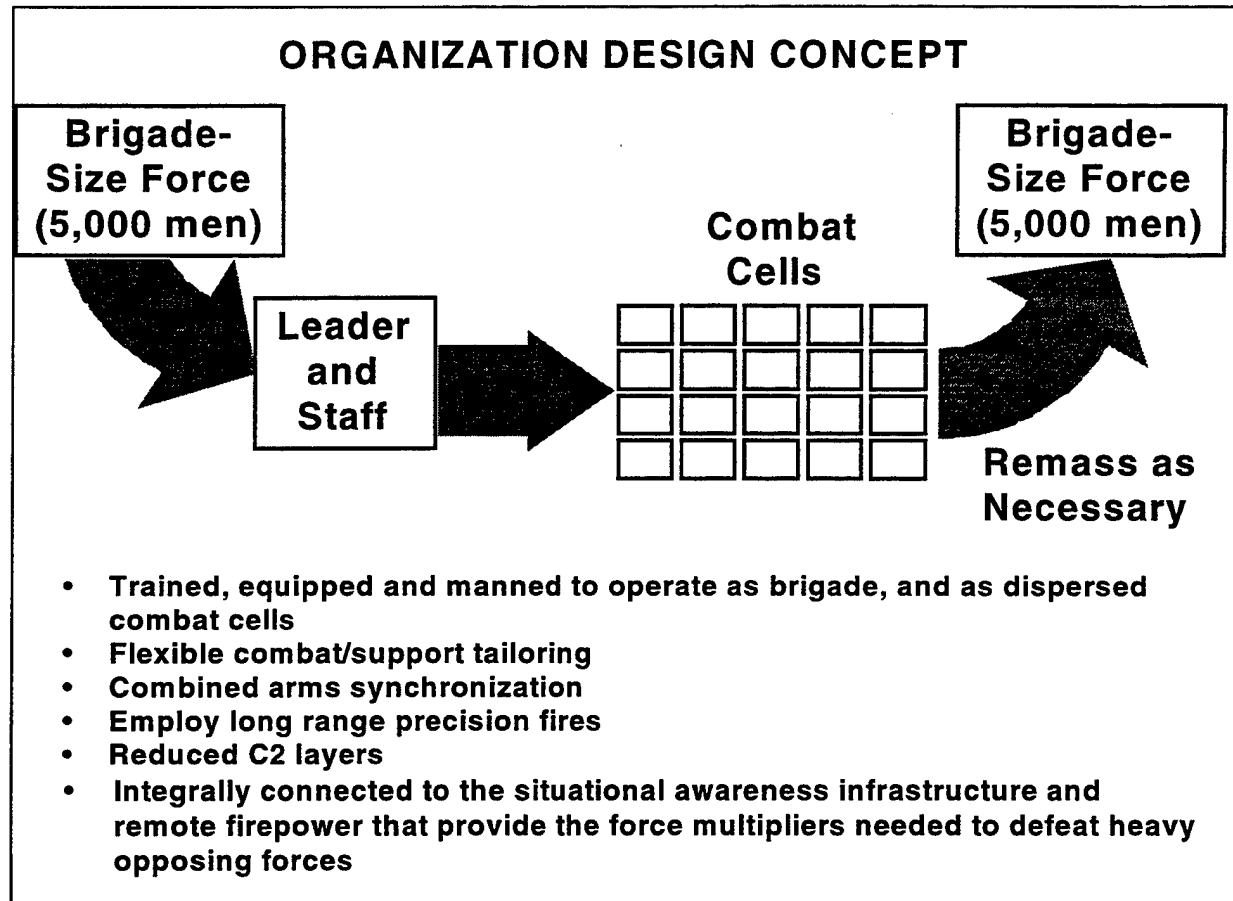 ORGANIZATION DESIGN CONCEPT
Brigade-
Size Force
(5,000 men)
Leader
and
Staff
Combat
Cells
Brigade-
Size Force
(5,000 men)
Remass as
Necessary
• Trained, equipped and manned to operate as brigade, and as dispersed
combat cells
• Flexible combat/support tailoring
• Combined arms synchronization
• Employ long range precision fires
• Reduced C2 layers
• Integrally connected to the situational awareness infrastructure and
remote firepower that provide the force multipliers needed to defeat heavy
opposing forces